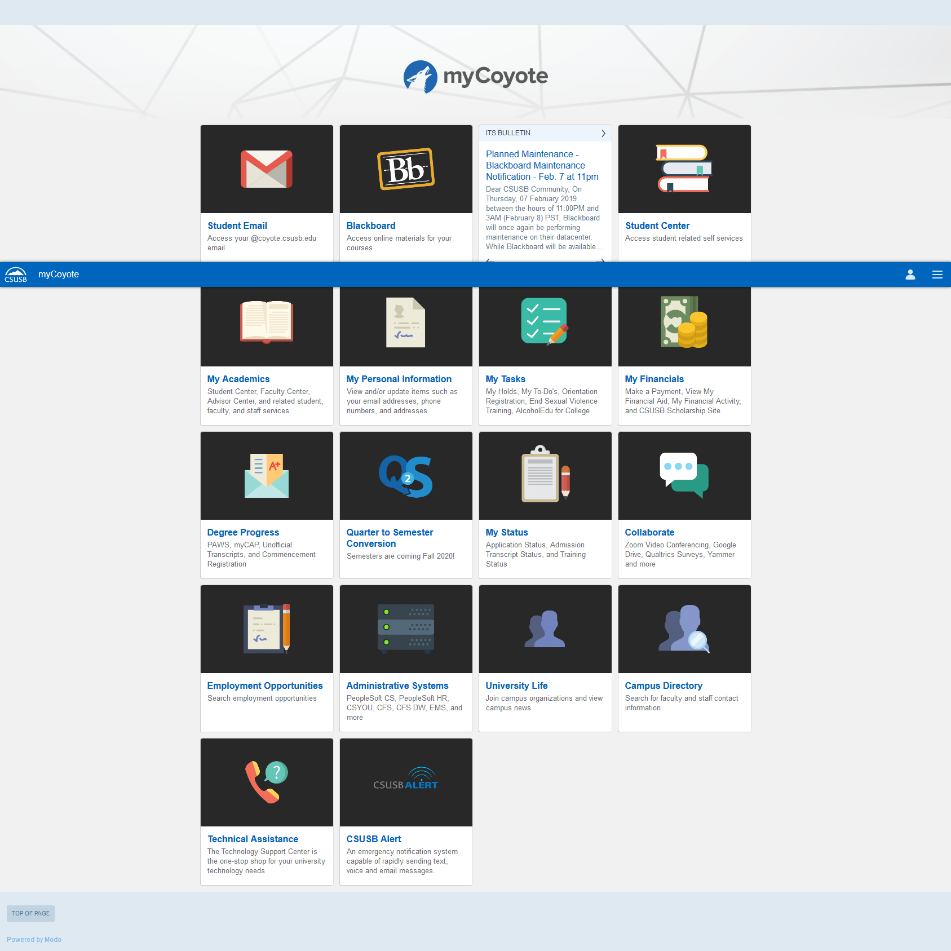 myCoyote
Student Email
Access your @coyote.csusb.edu
email
Bb
Blackboard
Access online materials for your
courses
ITS BULLETIN
Planned Maintenance -
Blackboard Maintenance
Notification - Feb. 7 at 11pm
Dear CSUSB Community, On
Thursday, 07 February 2019
between the hours of 11:00PM and
3AM (February 8) PST, Blackboard
will once again be performing
maintenance on their datacenter.
While Blackboard will be available...
Student Center
Access student related self services
CSUSB
myCoyote
My Academics
Student Center, Faculty Center,
Advisor Center, and related student,
faculty, and staff services
My Personal Information
View and/or update items such as
your email addresses, phone
numbers, and addresses
My Tasks
My Holds, My To Do's, Orientation
Registration, End Sexual Violence
Training, AlcoholEdu for College
My Financials
Make a Payment, View My
Financial Aid, My Financial Activity,
and CSUSB Scholarship Site
A+
Degree Progress
PAWS, myCAP, Unofficial
Transcripts, and Commencement
Registration
Q2S
Quarter to Semester
Conversion
Semesters are coming Fall 2020!
My Status
Application Status, Admission
Transcript Status, and Training
Status
Collaborate
Zoom Video Conferencing, Google
Drive, Qualtrics Surveys, Yammer
and more
Employment Opportunities
Search employment opportunities
Administrative Systems
PeopleSoft CS, PeopleSoft HR,
CSYOU, CFS, CFS DW, EMS, and
more
University Life
Join campus organizations and view
campus news
Campus Directory
Search for faculty and staff contact
information
?
Technical Assistance
The Technology Support Center is
the one-stop shop for your university
technology needs
CSUSB ALERT
CSUSB Alert
An emergency notification system
capable of rapidly sending text,
voice and email messages.
TOP OF PAGE
Powered by Modo